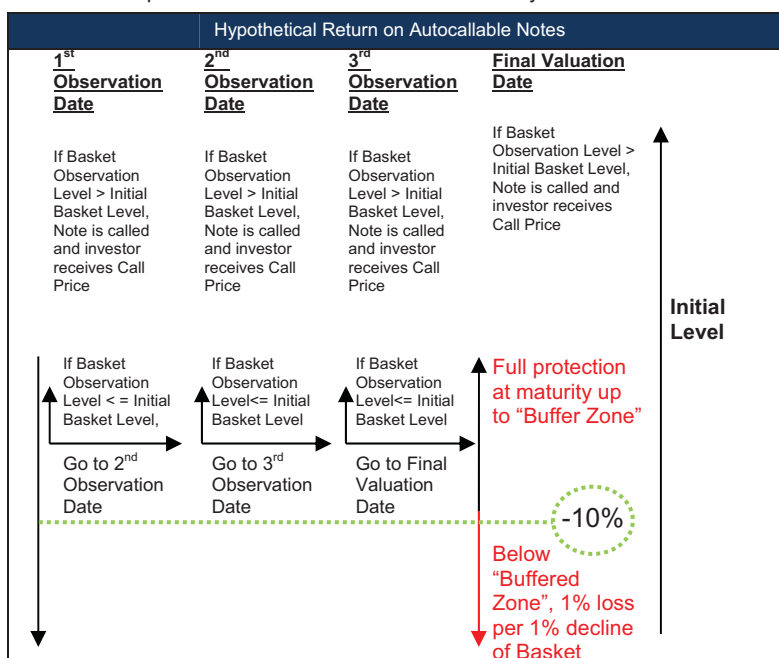 Hypothetical Return on Autocallable Notes
1st
Observation
Date
2nd
Observation
Date
3rd
Observation
Date
Final Valuation
Date
If Basket
Observation
Level > Initial
Basket Level,
Note is called
and investor
receives Call
Price
If Basket
Observation
Level > Initial
Basket Level,
Note is called
and investor
receives Call
Price
If Basket
Observation
Level > Initial
Basket Level,
Note is called
and investor
receives Call
Price
If Basket
Observation Level >
Initial Basket Level,
Note is called and
investor receives
Call Price
Initial
Level
If Basket
Observation
Level < = Initial
Basket Level,
Go to 2nd
Observation
Date
If Basket
Observation
Level<= Initial
Basket Level
Go to 3rd
Observation
Date
If Basket
Observation
Level<= Initial
Basket Level
Go to Final
Valuation
Date
Full protection
at maturity up
to “Buffer Zone”
-10%
Below
“Buffered
Zone”, 1% loss
per 1% decline
of Basket